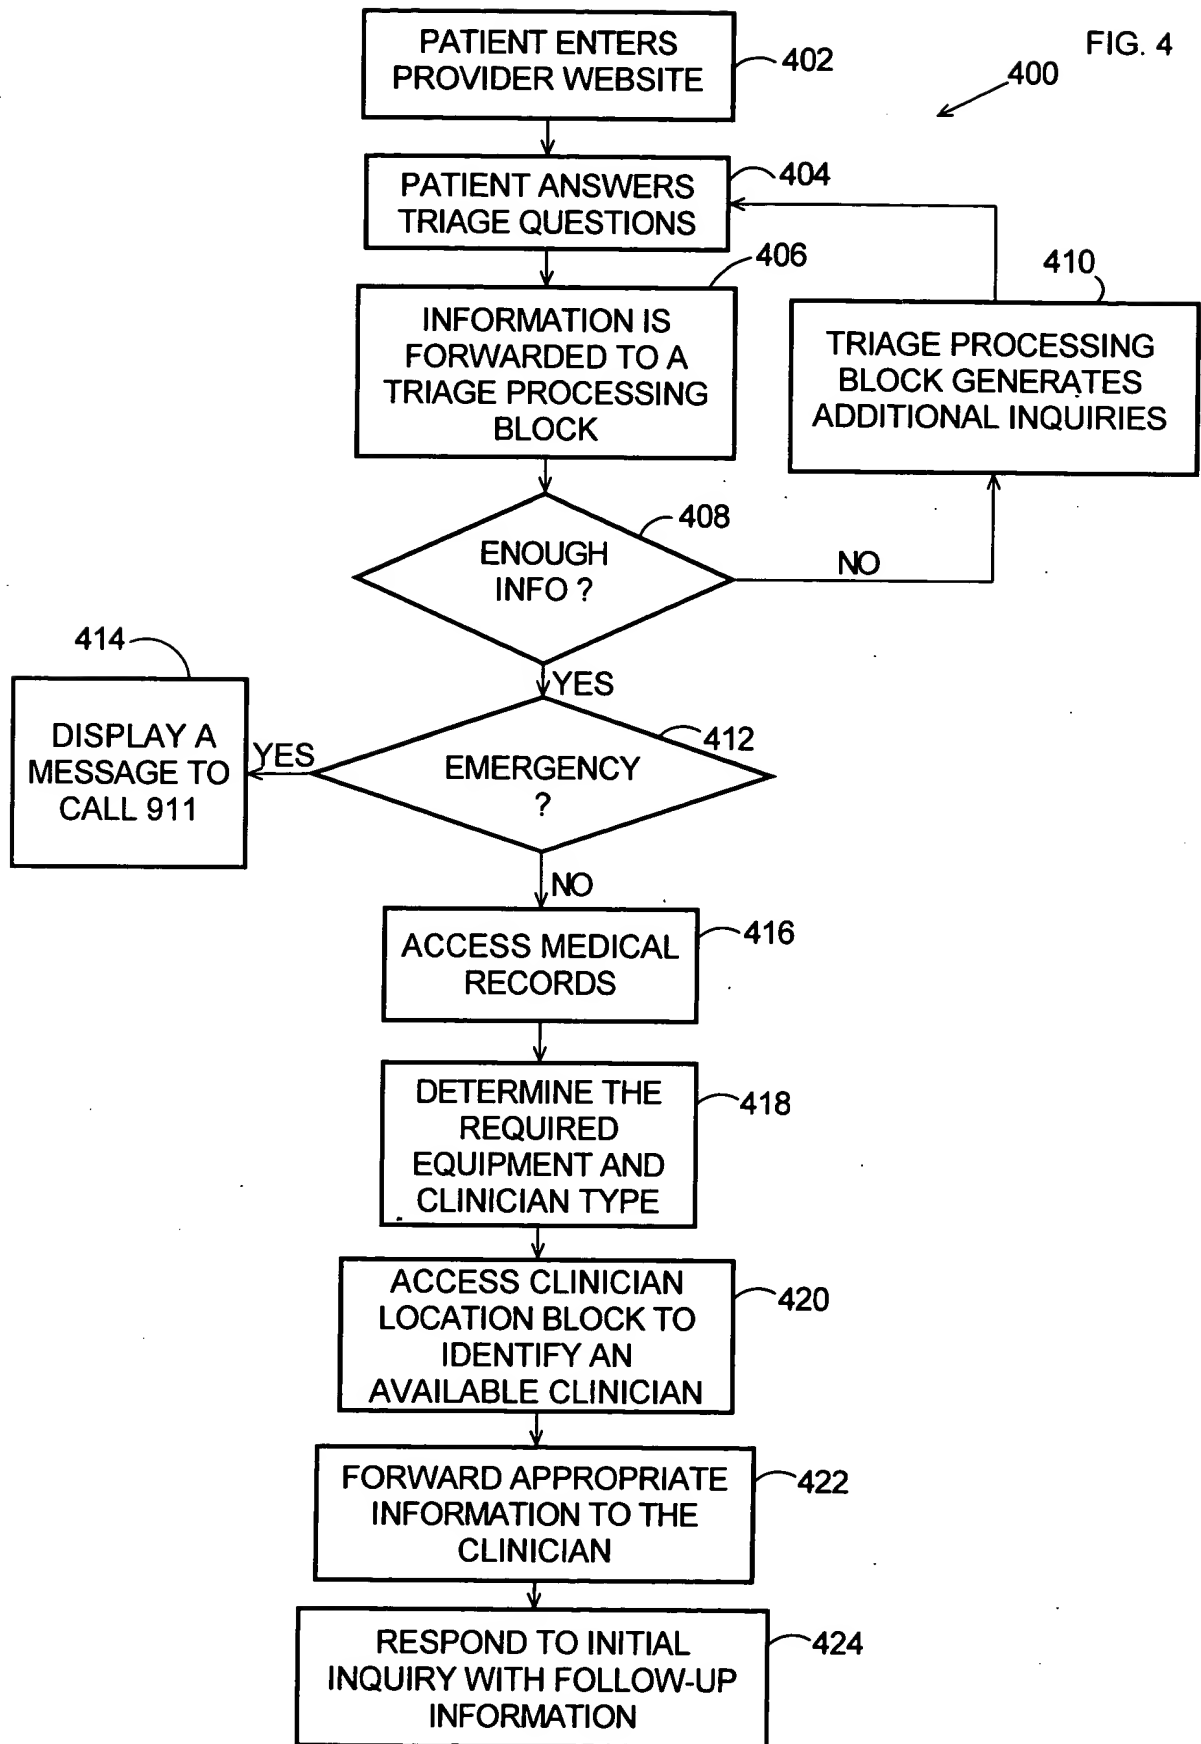 FIG. 4
400
PATIENT ENTERS
PROVIDER WEBSITE
402
PATIENT ANSWERS
TRIAGE QUESTIONS
404
INFORMATION IS
FORWARDED TO A
TRIAGE PROCESSING
BLOCK
406
410
TRIAGE PROCESSING
BLOCK GENERATES
ADDITIONAL INQUIRIES
ENOUGH
INFO ?
408
NO
YES
414
DISPLAY A
MESSAGE TO
CALL 911
YES
EMERGENCY
?
412
NO
ACCESS MEDICAL
RECORDS
416
DETERMINE THE
REQUIRED
EQUIPMENT AND
CLINICIAN TYPE
418
ACCESS CLINICIAN
LOCATION BLOCK TO
IDENTIFY AN
AVAILABLE CLINICIAN
420
FORWARD APPROPRIATE
INFORMATION TO THE
CLINICIAN
422
RESPOND TO INITIAL
INQUIRY WITH FOLLOW-UP
INFORMATION
424